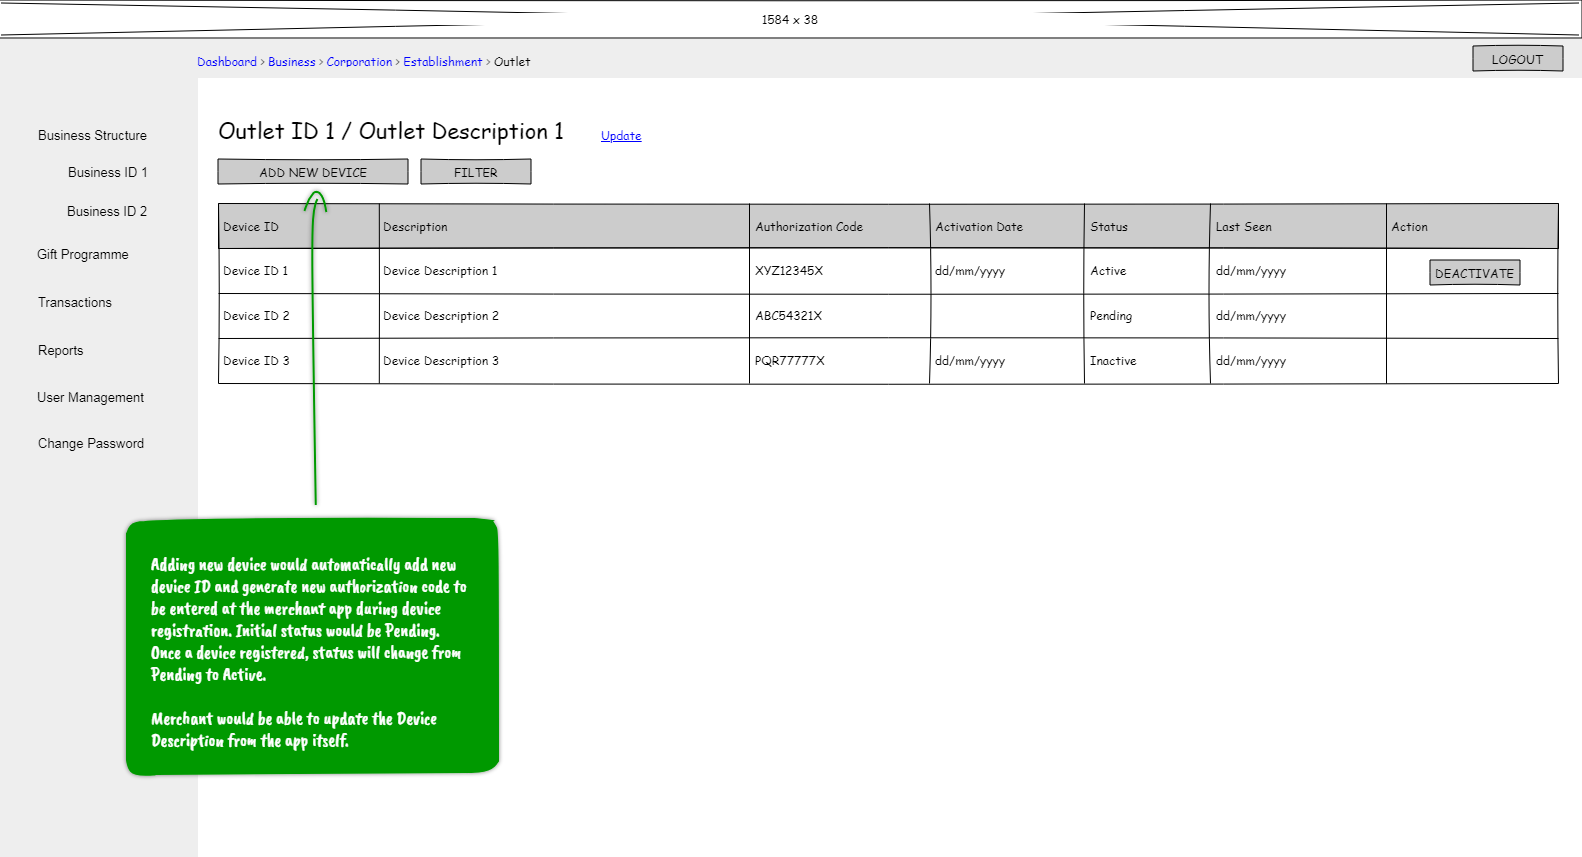 1584 x 38
Dashboard > Business > Corporation > Establishment > Outlet
LOGOUT
Business Structure
Business ID 1
Business ID 2
Gift Programme
Transactions
Reports
User Management
Change Password
Outlet ID 1 / Outlet Description 1 Update
ADD NEW DEVICE FILTER
Device ID Description Authorization Code Activation Date Status Last Seen Action
Device ID 1 Device Description 1 XYZ12345X dd/mm/yyyy Active dd/mm/yyyy DEACTIVATE
Device ID 2 Device Description 2 ABC54321X Pending dd/mm/yyyy
Device ID 3 Device Description 3 PQR77777X dd/mm/yyyy Inactive dd/mm/yyyy
Adding new device would automatically add new
device ID and generate new authorization code to
be entered at the merchant app during device
registration. Initial status would be Pending.
Once a device registered, status will change from
Pending to Active.
Merchant would be able to update the Device
Description from the app itself.